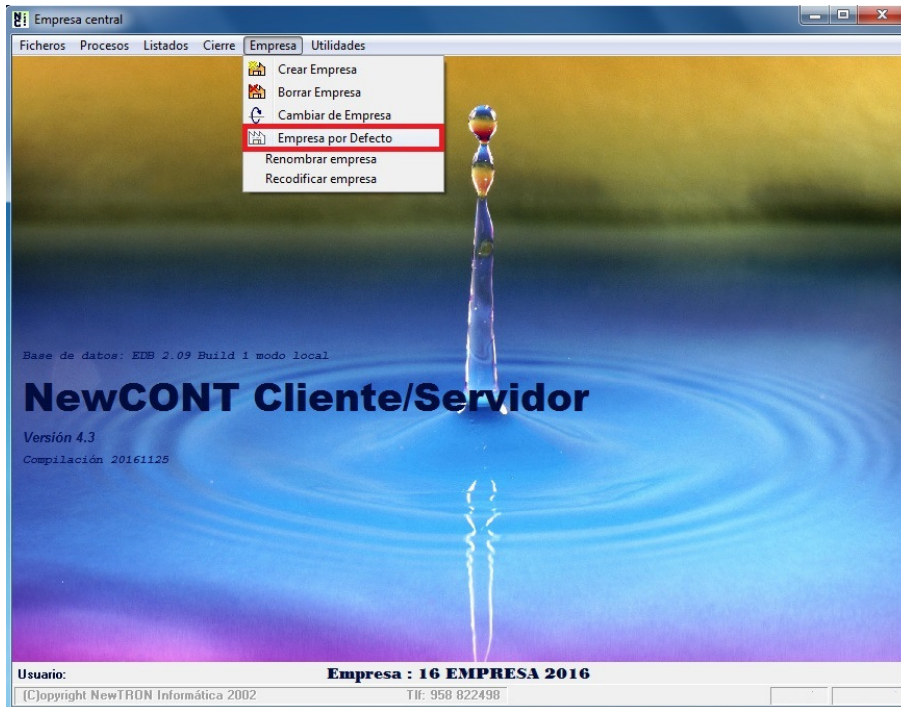 Empresa central
Ficheros Procesos Listados Cierre Empresa Utilidades
Crear Empresa
Borrar Empresa
Cambiar de Empresa
Empresa por Defecto
Renombrar empresa
Recodificar empresa
Base de datos: EDB 2.09 Build 1 modo local
NewCONT Cliente/Servidor
Versión 4.3
Compilación 20161125
Usuario: Empresa : 16 EMPRESA 2016
(C)opyright NewTRON Informática 2002 Tlf: 958 822498